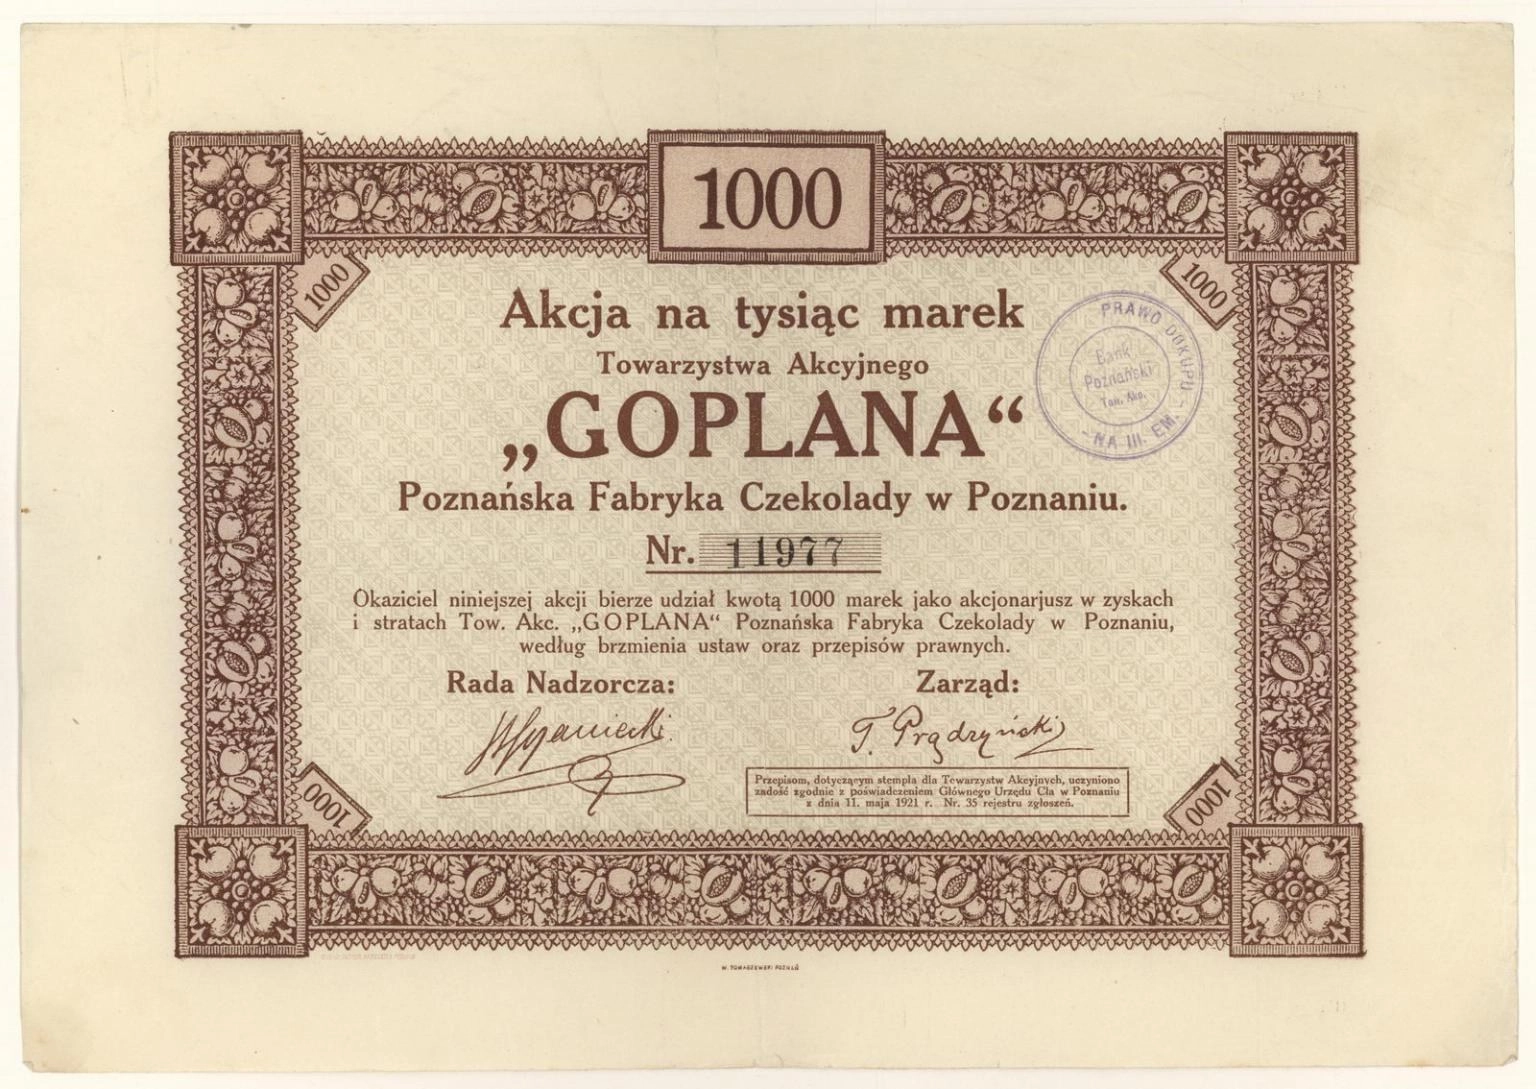 1000
1000
1000
Akcja na tysiąc marek
Towarzystwa Akcyjnego
„GOPLANA“
Poznańska Fabryka Czekolady w Poznaniu.
PRAWO DOKUPU
- NA III. EM. -
Bank
Poznański
Tow. Akc.
Nr. 11977
Okaziciel niniejszej akcji bierze udział kwotą 1000 marek jako akcjonarjusz w zyskach
i stratach Tow. Akc. „GOPLANA“ Poznańska Fabryka Czekolady w Poznaniu,
według brzmienia ustaw oraz przepisów prawnych.
Rada Nadzorcza:
Zarząd:
T. Prądzyński
Przepisom, dotyczącym stempla dla Towarzystw Akcyjnych, uczyniono
zadość zgodnie z poświadczeniem Głównego Urzędu Cła w Poznaniu
z dnia 11. maja 1921 r. Nr. 35 rejestru zgłoszeń.
1000
1000
W. TOMASZEWSKI POZNAŃ